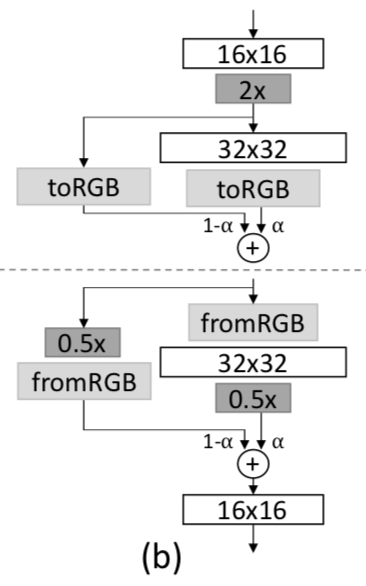 16x16
2x
32x32
toRGB
toRGB
1-α
α
+
fromRGB
0.5x
32x32
fromRGB
0.5x
1-α
α
+
16x16
(b)